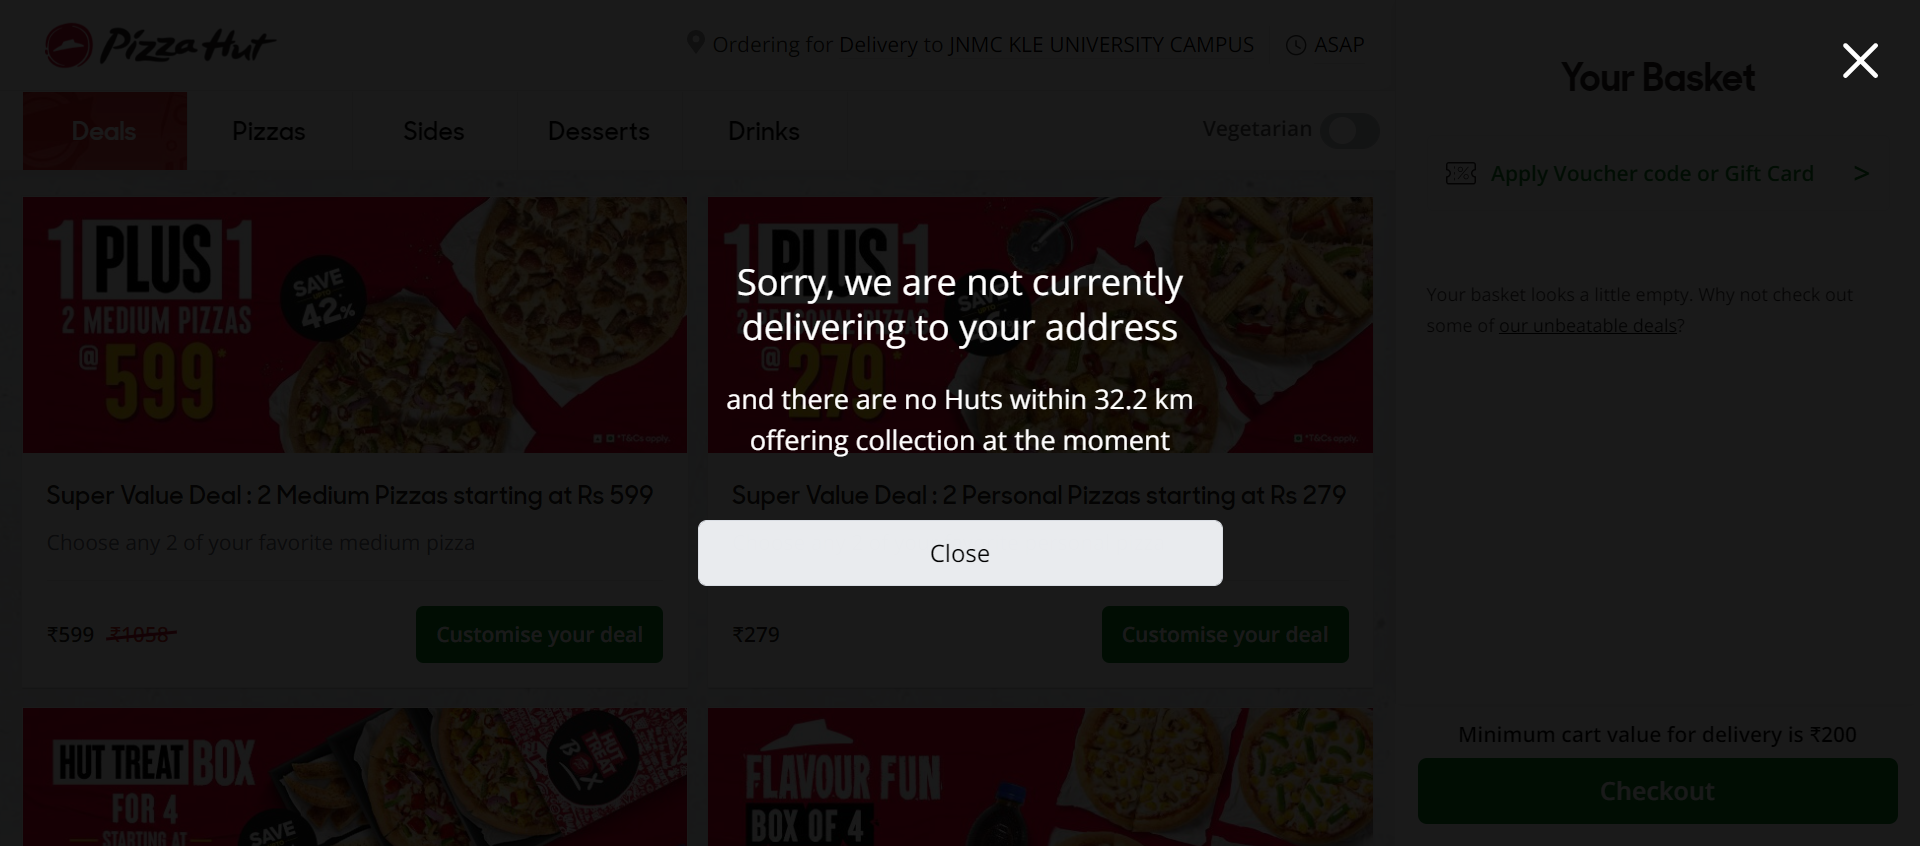 Pizza Hut
Ordering for Delivery to JNMC KLE UNIVERSITY CAMPUS
ASAP
Deals
Pizzas
Sides
Desserts
Drinks
Vegetarian
Your Basket
Apply Voucher code or Gift Card >
Your basket looks a little empty. Why not check out
some of our unbeatable deals?
1 PLUS 1
2 MEDIUM PIZZAS
@
599*
SAVE
42%
*T&Cs apply.
1 PLUS 1
@
279*
SAVE
*T&Cs apply.
Sorry, we are not currently
delivering to your address
and there are no Huts within 32.2 km
offering collection at the moment
Close
Super Value Deal : 2 Medium Pizzas starting at Rs 599
Choose any 2 of your favorite medium pizza
₹599 ₹1058
Customise your deal
Super Value Deal : 2 Personal Pizzas starting at Rs 279
₹279
Customise your deal
HUT TREAT BOX
FOR 4
STARTING AT
SAVE
HUT
TREAT
BOX
FLAVOUR FUN
BOX OF 4
Minimum cart value for delivery is ₹200
Checkout